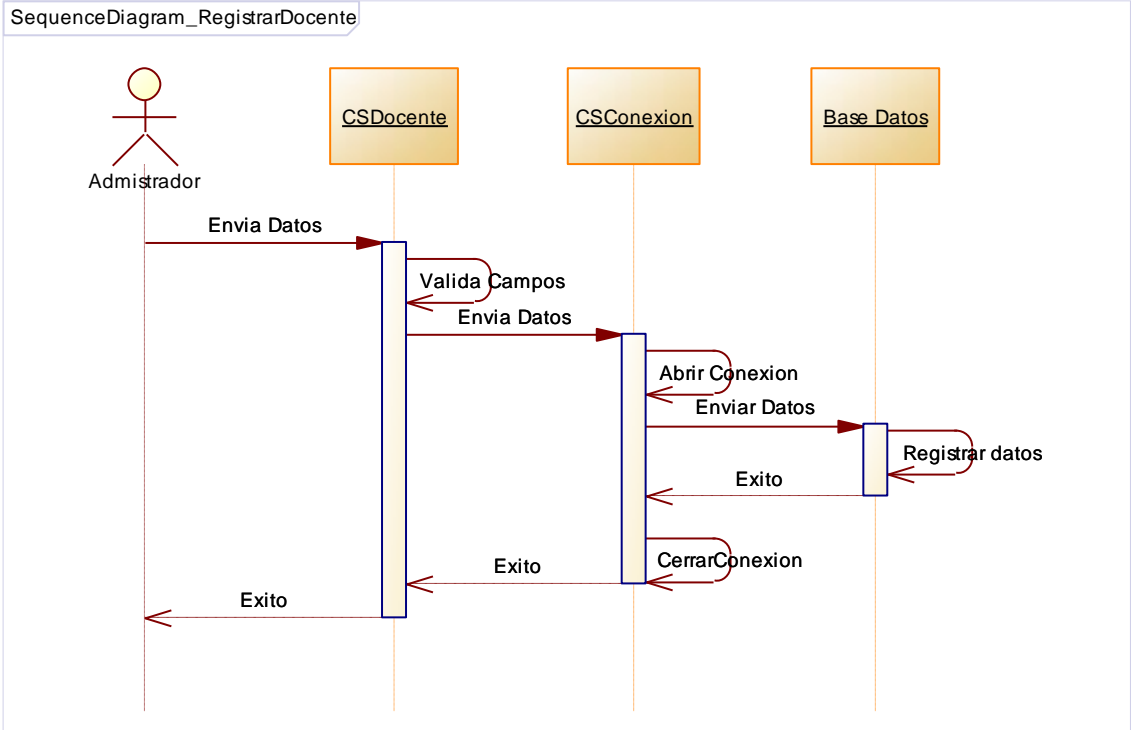 SequenceDiagram_RegistrarDocente
CSDocente
CSConexion
Base Datos
Admistrador
Envia Datos
Valida Campos
Envia Datos
Abrir Conexion
Enviar Datos
Registrar datos
Exito
CerrarConexion
Exito
Exito